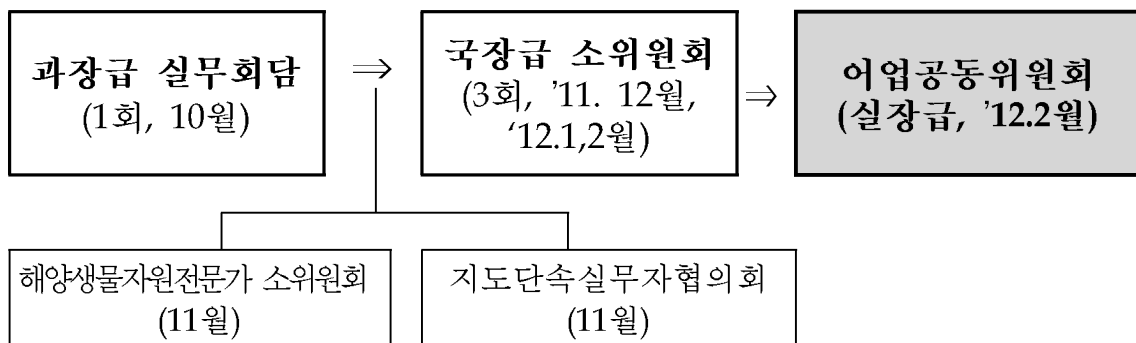 과장급 실무회담
(1회, 10월)
⇒
국장급 소위원회
(3회, '11. 12월,
‘12.1,2월)
⇒
어업공동위원회
(실장급, '12.2월)
해양생물자원전문가 소위원회
(11월)
지도단속실무자협의회
(11월)